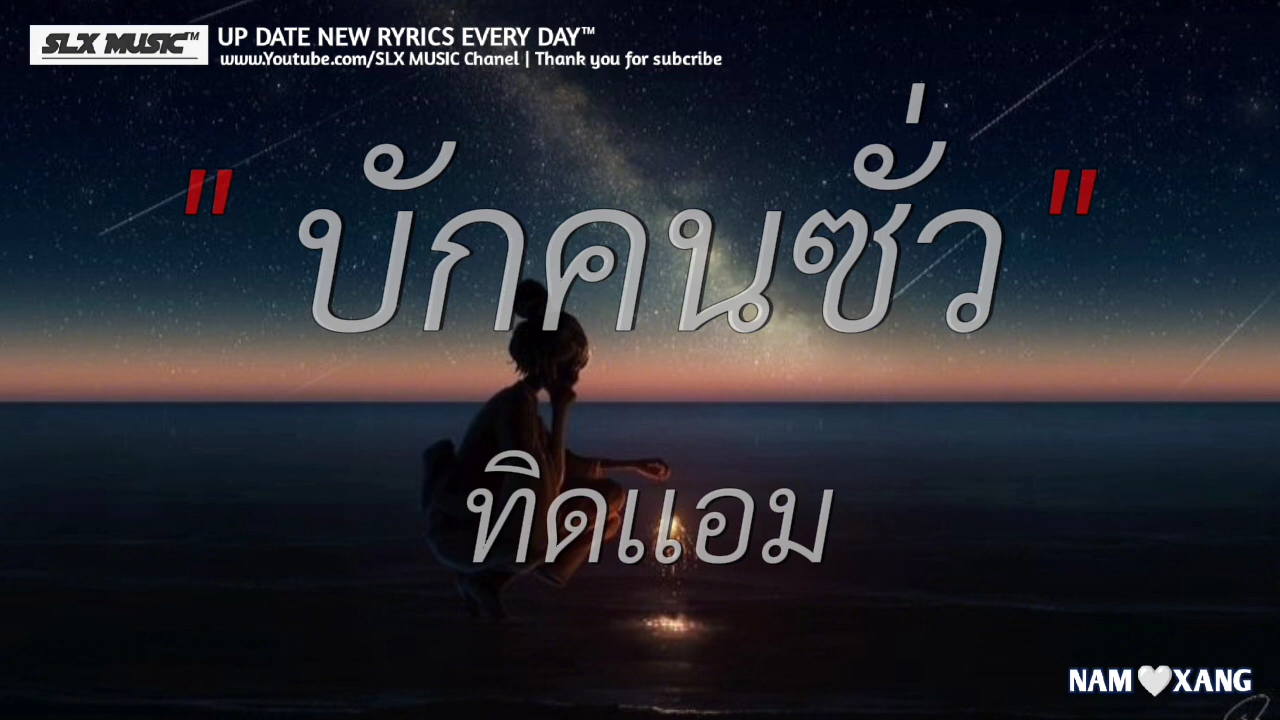 SLX MUSIC™ UP DATE NEW RYRICS EVERY DAY™
www.Youtube.com/SLX MUSIC Chanel | Thank you for subcribe
" บักคนซั่ว "
ทิดแอม
NAM🤍XANG